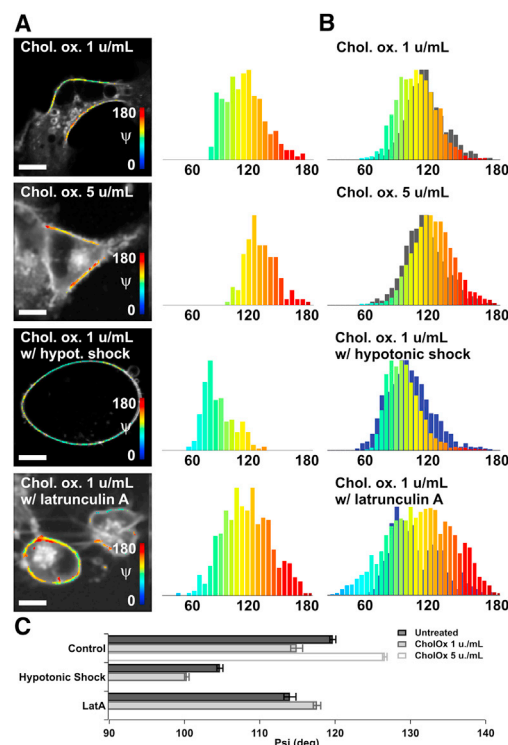 A
B
Chol. ox. 1 u/mL
180
ψ
0
60 120 180
Chol. ox. 1 u/mL
60 120 180
Chol. ox. 5 u/mL
180
ψ
0
60 120 180
Chol. ox. 5 u/mL
60 120 180
Chol. ox. 1 u/mL
w/ hypot. shock
180
ψ
0
60 120 180
Chol. ox. 1 u/mL
w/ hypotonic shock
60 120 180
Chol. ox. 1 u/mL
w/ latrunculin A
180
ψ
0
60 120 180
Chol. ox. 1 u/mL
w/ latrunculin A
60 120 180
C
Untreated
CholOx 1 u./mL
CholOx 5 u./mL
Control
Hypotonic Shock
LatA
90 100 110 120 130 140
Psi (deg)